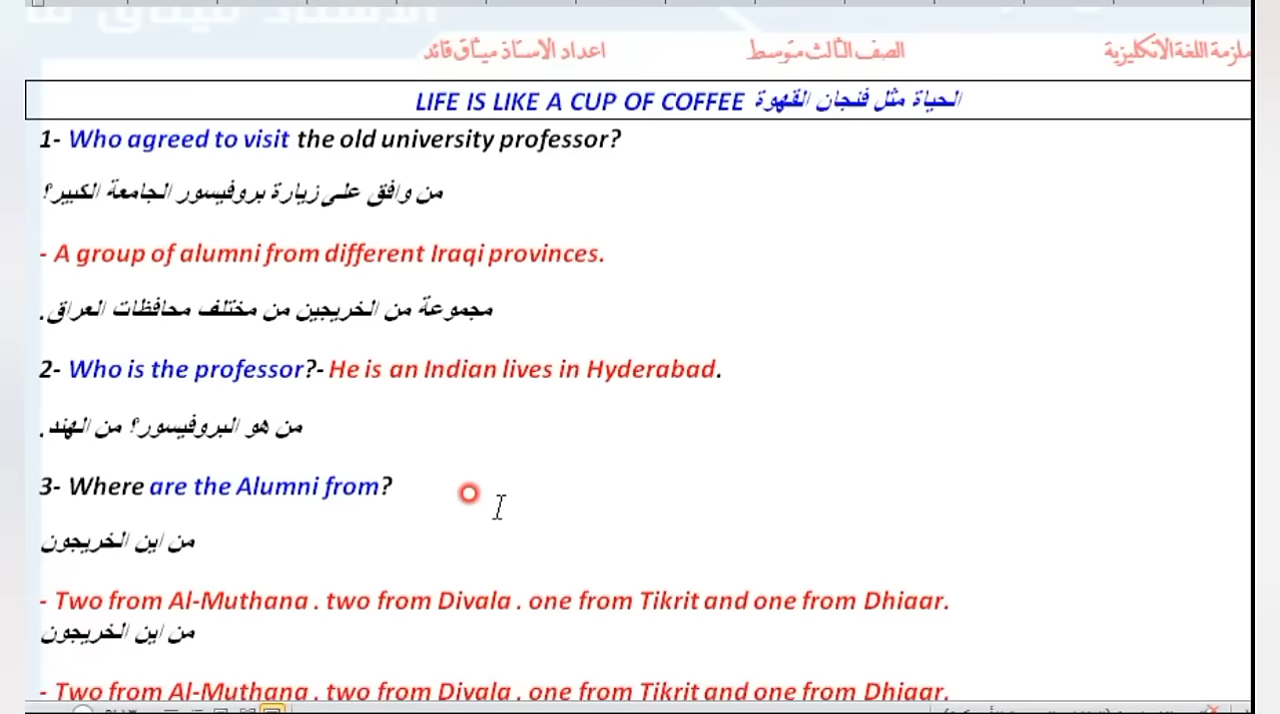 ملزمة اللغة الانكليزية الصف الثالث متوسط اعداد الاستاذ ميثاق قائد
LIFE IS LIKE A CUP OF COFFEE الحياة مثل فنجان القهوة
1- Who agreed to visit the old university professor?
من وافق على زيارة بروفيسور الجامعة الكبير؟
- A group of alumni from different Iraqi provinces.
مجموعة من الخريجين من مختلف محافظات العراق.
2- Who is the professor?- He is an Indian lives in Hyderabad.
من هو البروفيسور؟ من الهند.
3- Where are the Alumni from?
من اين الخريجون
- Two from Al-Muthana . two from Divala . one from Tikrit and one from Dhiaar.
من اين الخريجون
- Two from Al-Muthana . two from Divala . one from Tikrit and one from Dhiaar.